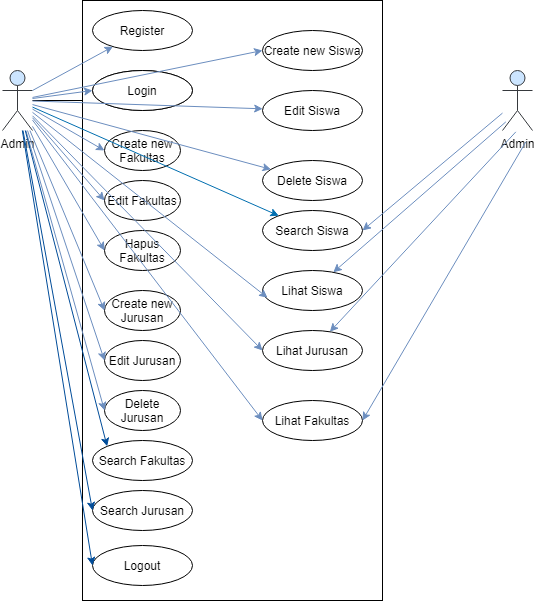 Register
Create new Siswa
Login
Edit Siswa
Admin
Admin
Create new
Fakultas
Delete Siswa
Edit Fakultas
Search Siswa
Hapus
Fakultas
Lihat Siswa
Create new
Jurusan
Lihat Jurusan
Edit Jurusan
Delete
Jurusan
Lihat Fakultas
Search Fakultas
Search Jurusan
Logout